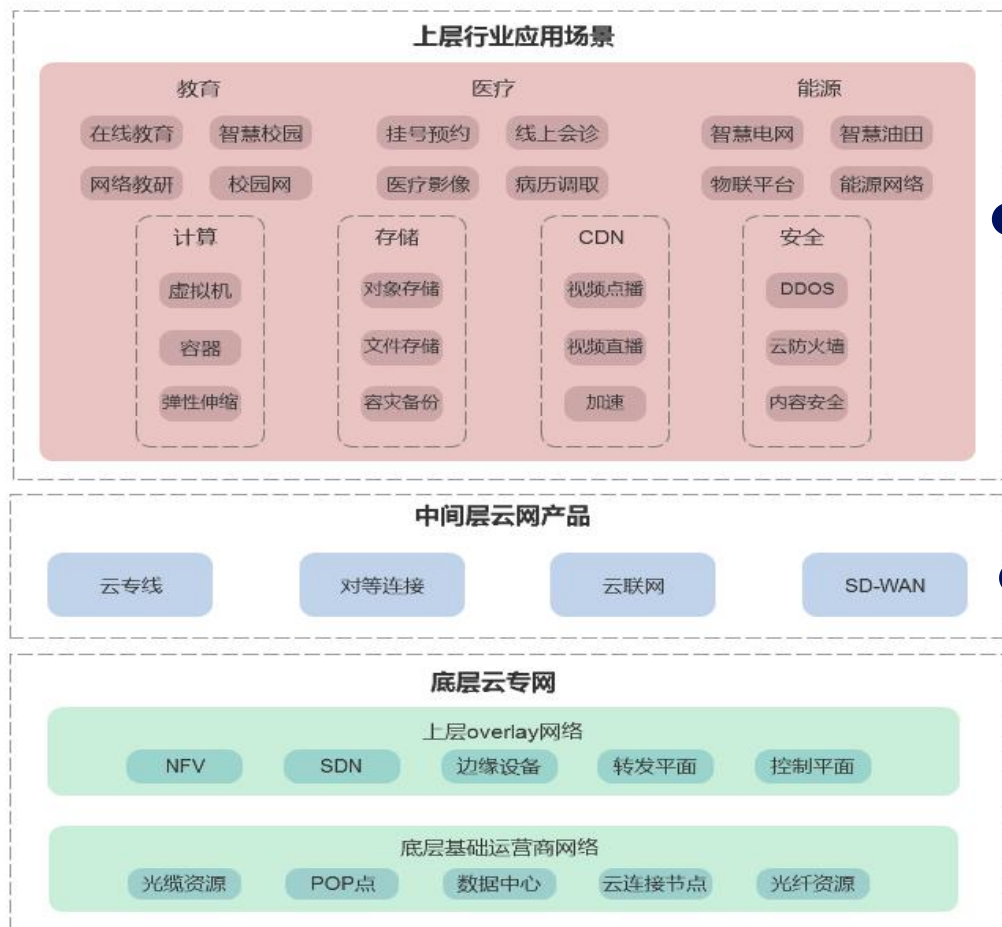 上层行业应用场景
教育 医疗 能源
在线教育 智慧校园 挂号预约 线上会诊 智慧电网 智慧油田
网络教研 校园网 医疗影像 病历调取 物联平台 能源网络
计算 存储 CDN 安全
虚拟机 对象存储 视频点播 DDOS
容器 文件存储 视频直播 云防火墙
弹性伸缩 容灾备份 加速 内容安全
中间层云网产品
云专线 对等连接 云联网 SD-WAN
底层云专网
上层overlay网络
NFV SDN 边缘设备 转发平面 控制平面
底层基础运营商网络
光缆资源 POP点 数据中心 云连接节点 光纤资源